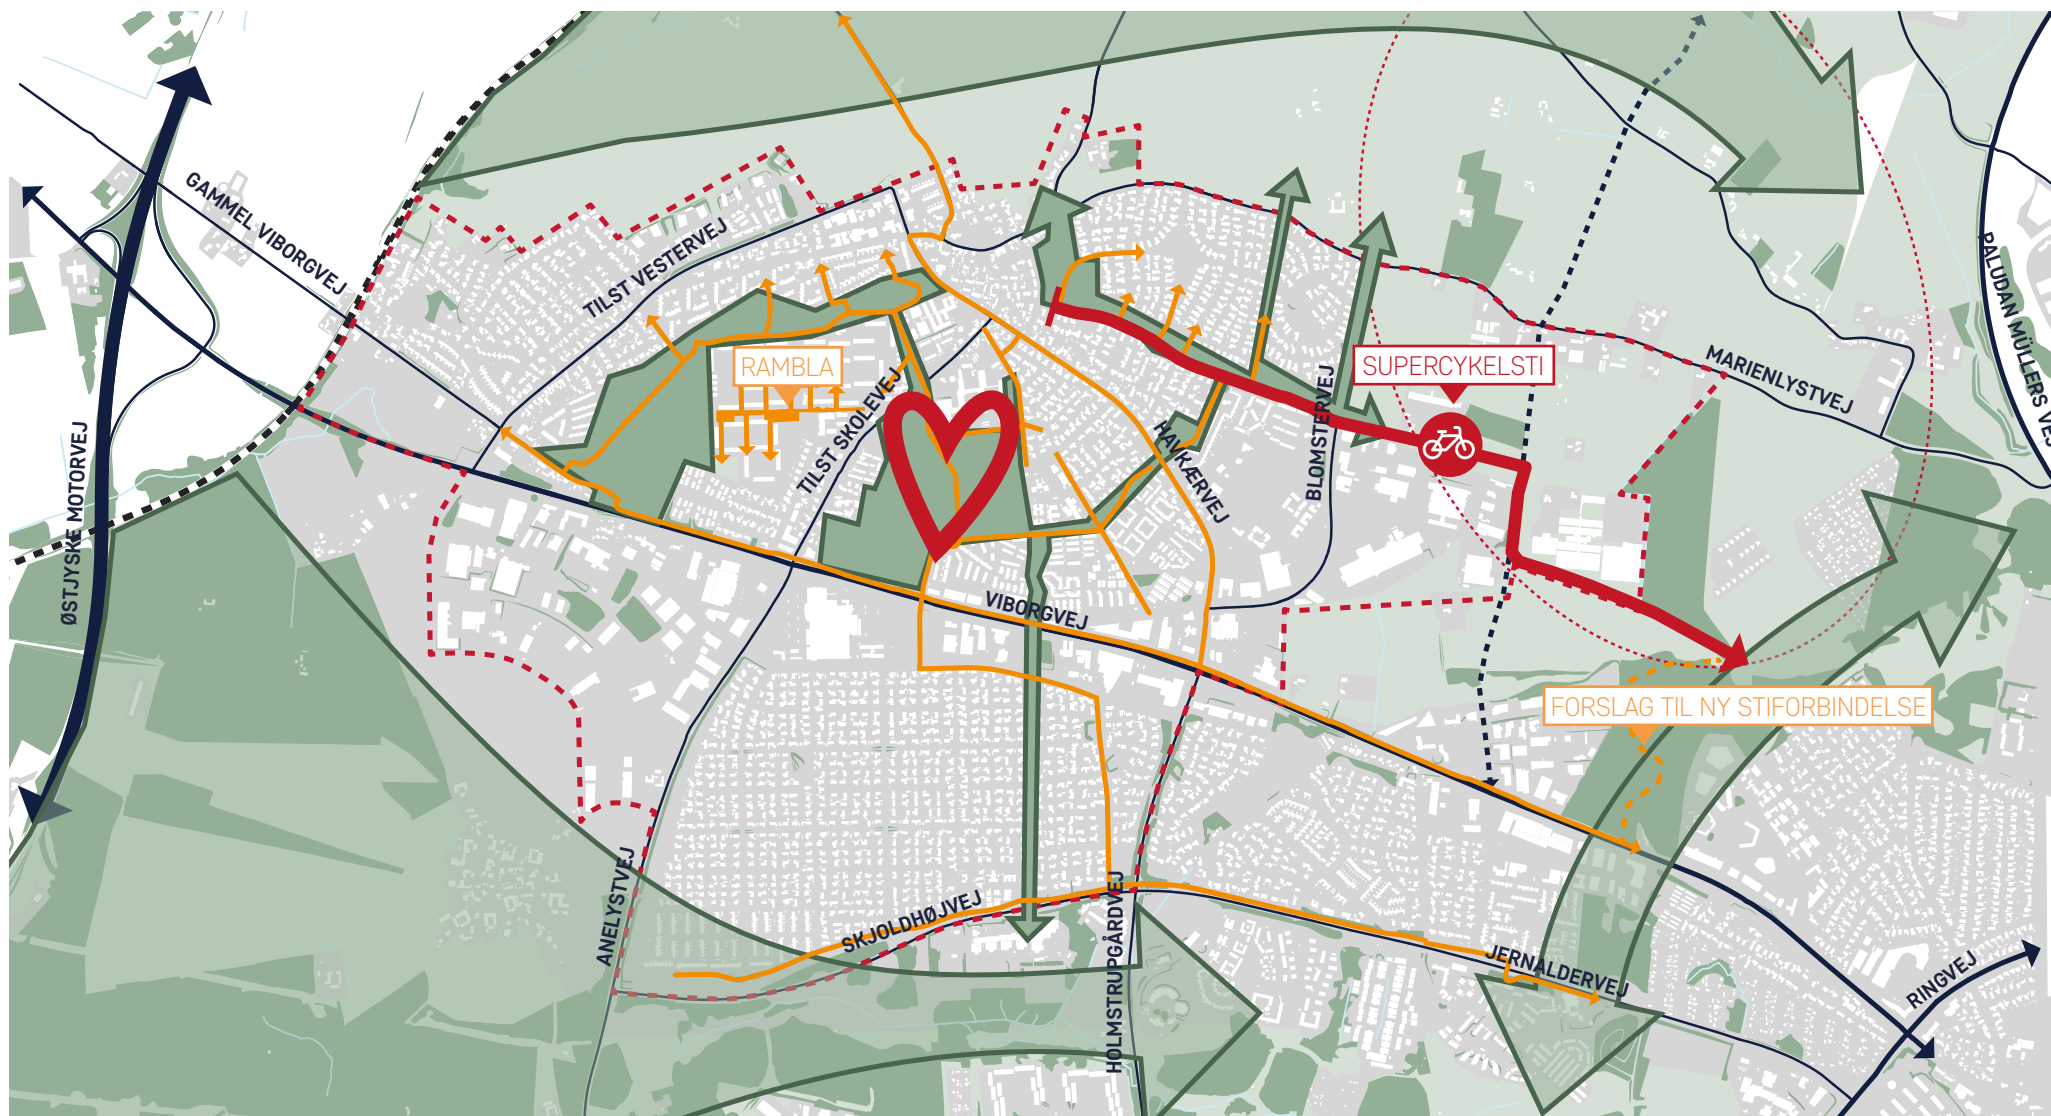 GAMMEL VIBORGVEJ
TILST VESTERVEJ
PALUDAN MÜLLERS VEJ
RAMBLA
SUPERCYKELSTI
MARIENLYSTVEJ
TILST SKOLEVEJ
HAVKÆRVEJ
BLOMSTERVEJ
ØSTJYSKE MOTORVEJ
VIBORGVEJ
FORSLAG TIL NY STIFORBINDELSE
ANELYSTVEJ
SKJOLDHØJVEJ
HOLMSTRUPGÅRDVEJ
JERNALDERVEJ
RINGVEJ